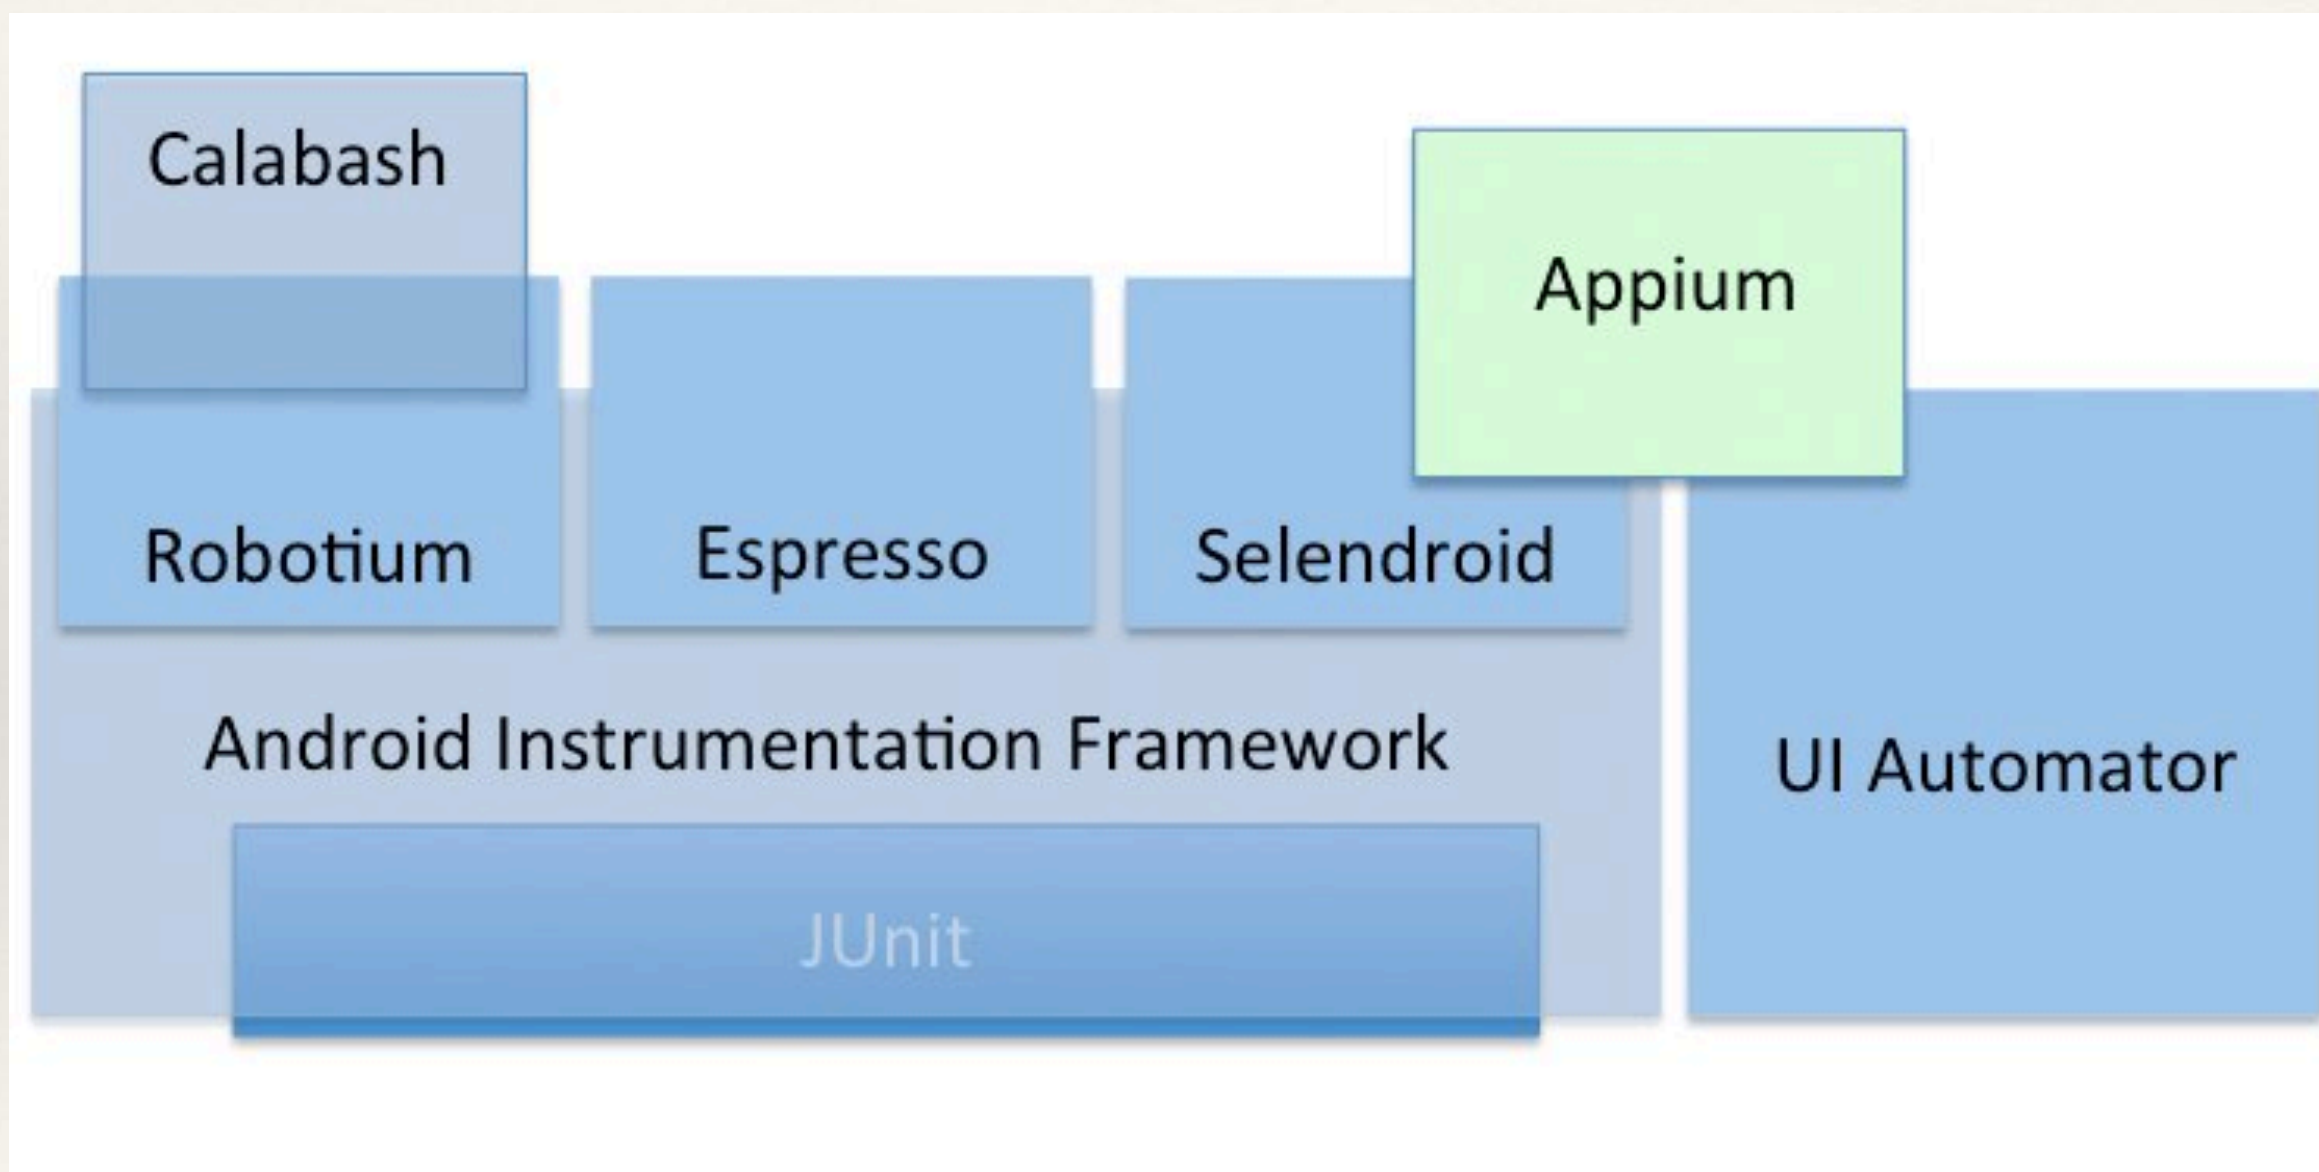 Calabash
Appium
Robotium
Espresso
Selendroid
Android Instrumentation Framework
UI Automator
JUnit